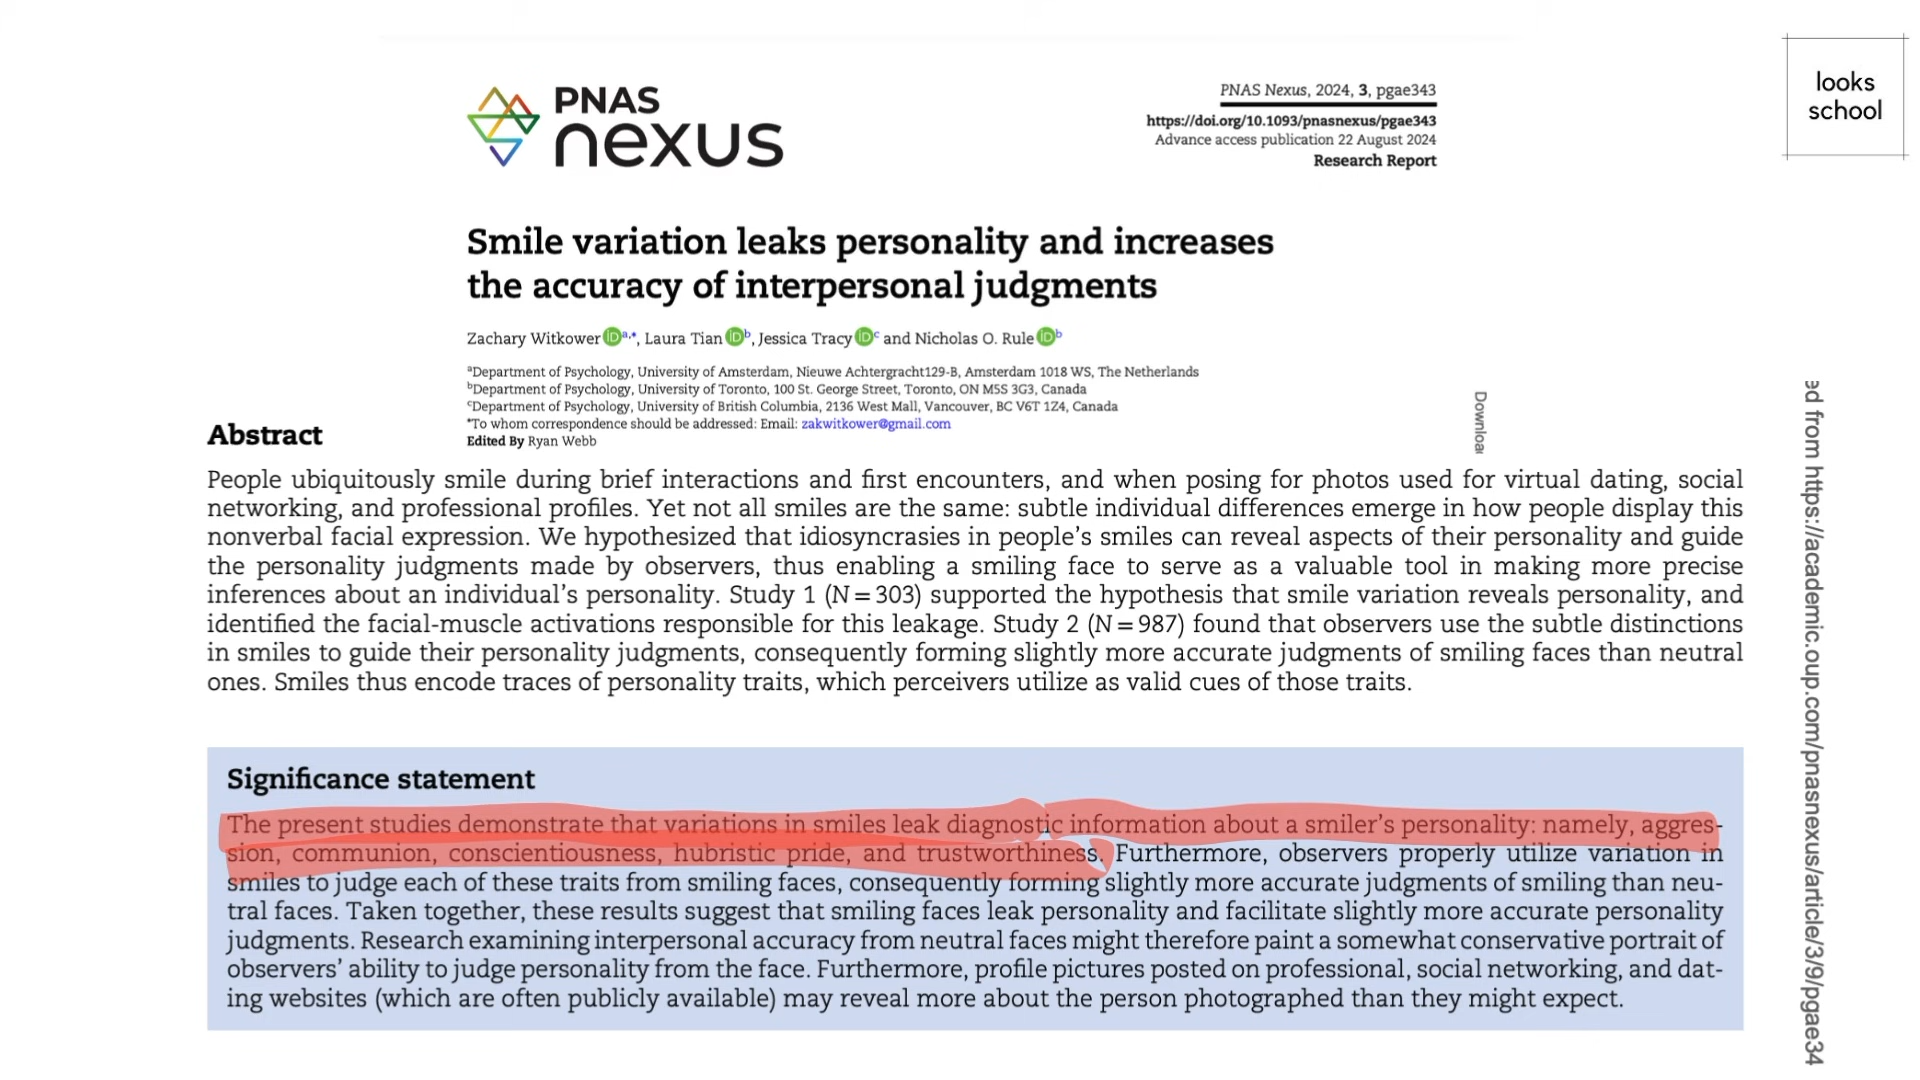 PNAS
nexus
PNAS Nexus, 2024, 3, pgae343
https://doi.org/10.1093/pnasnexus/pgae343
Advance access publication 22 August 2024
Research Report
looks
school
Smile variation leaks personality and increases
the accuracy of interpersonal judgments
Zachary Witkower iD a,*, Laura Tian iD b, Jessica Tracy iD c and Nicholas O. Rule iD b
aDepartment of Psychology, University of Amsterdam, Nieuwe Achtergracht129-B, Amsterdam 1018 WS, The Netherlands
bDepartment of Psychology, University of Toronto, 100 St. George Street, Toronto, ON M5S 3G3, Canada
cDepartment of Psychology, University of British Columbia, 2136 West Mall, Vancouver, BC V6T 1Z4, Canada
*To whom correspondence should be addressed: Email: zakwitkower@gmail.com
Edited By Ryan Webb
Abstract
People ubiquitously smile during brief interactions and first encounters, and when posing for photos used for virtual dating, social
networking, and professional profiles. Yet not all smiles are the same: subtle individual differences emerge in how people display this
nonverbal facial expression. We hypothesized that idiosyncrasies in people's smiles can reveal aspects of their personality and guide
the personality judgments made by observers, thus enabling a smiling face to serve as a valuable tool in making more precise
inferences about an individual's personality. Study 1 (N = 303) supported the hypothesis that smile variation reveals personality, and
identified the facial-muscle activations responsible for this leakage. Study 2 (N = 987) found that observers use the subtle distinctions
in smiles to guide their personality judgments, consequently forming slightly more accurate judgments of smiling faces than neutral
ones. Smiles thus encode traces of personality traits, which perceivers utilize as valid cues of those traits.
Significance statement
The present studies demonstrate that variations in smiles leak diagnostic information about a smiler's personality: namely, aggres-
sion, communion, conscientiousness, hubristic pride, and trustworthiness. Furthermore, observers properly utilize variation in
smiles to judge each of these traits from smiling faces, consequently forming slightly more accurate judgments of smiling than neu-
tral faces. Taken together, these results suggest that smiling faces leak personality and facilitate slightly more accurate personality
judgments. Research examining interpersonal accuracy from neutral faces might therefore paint a somewhat conservative portrait of
observers' ability to judge personality from the face. Furthermore, profile pictures posted on professional, social networking, and dat-
ing websites (which are often publicly available) may reveal more about the person photographed than they might expect.
Downloa
ed from https://academic.oup.com/pnasnexus/article/3/9/pgae34